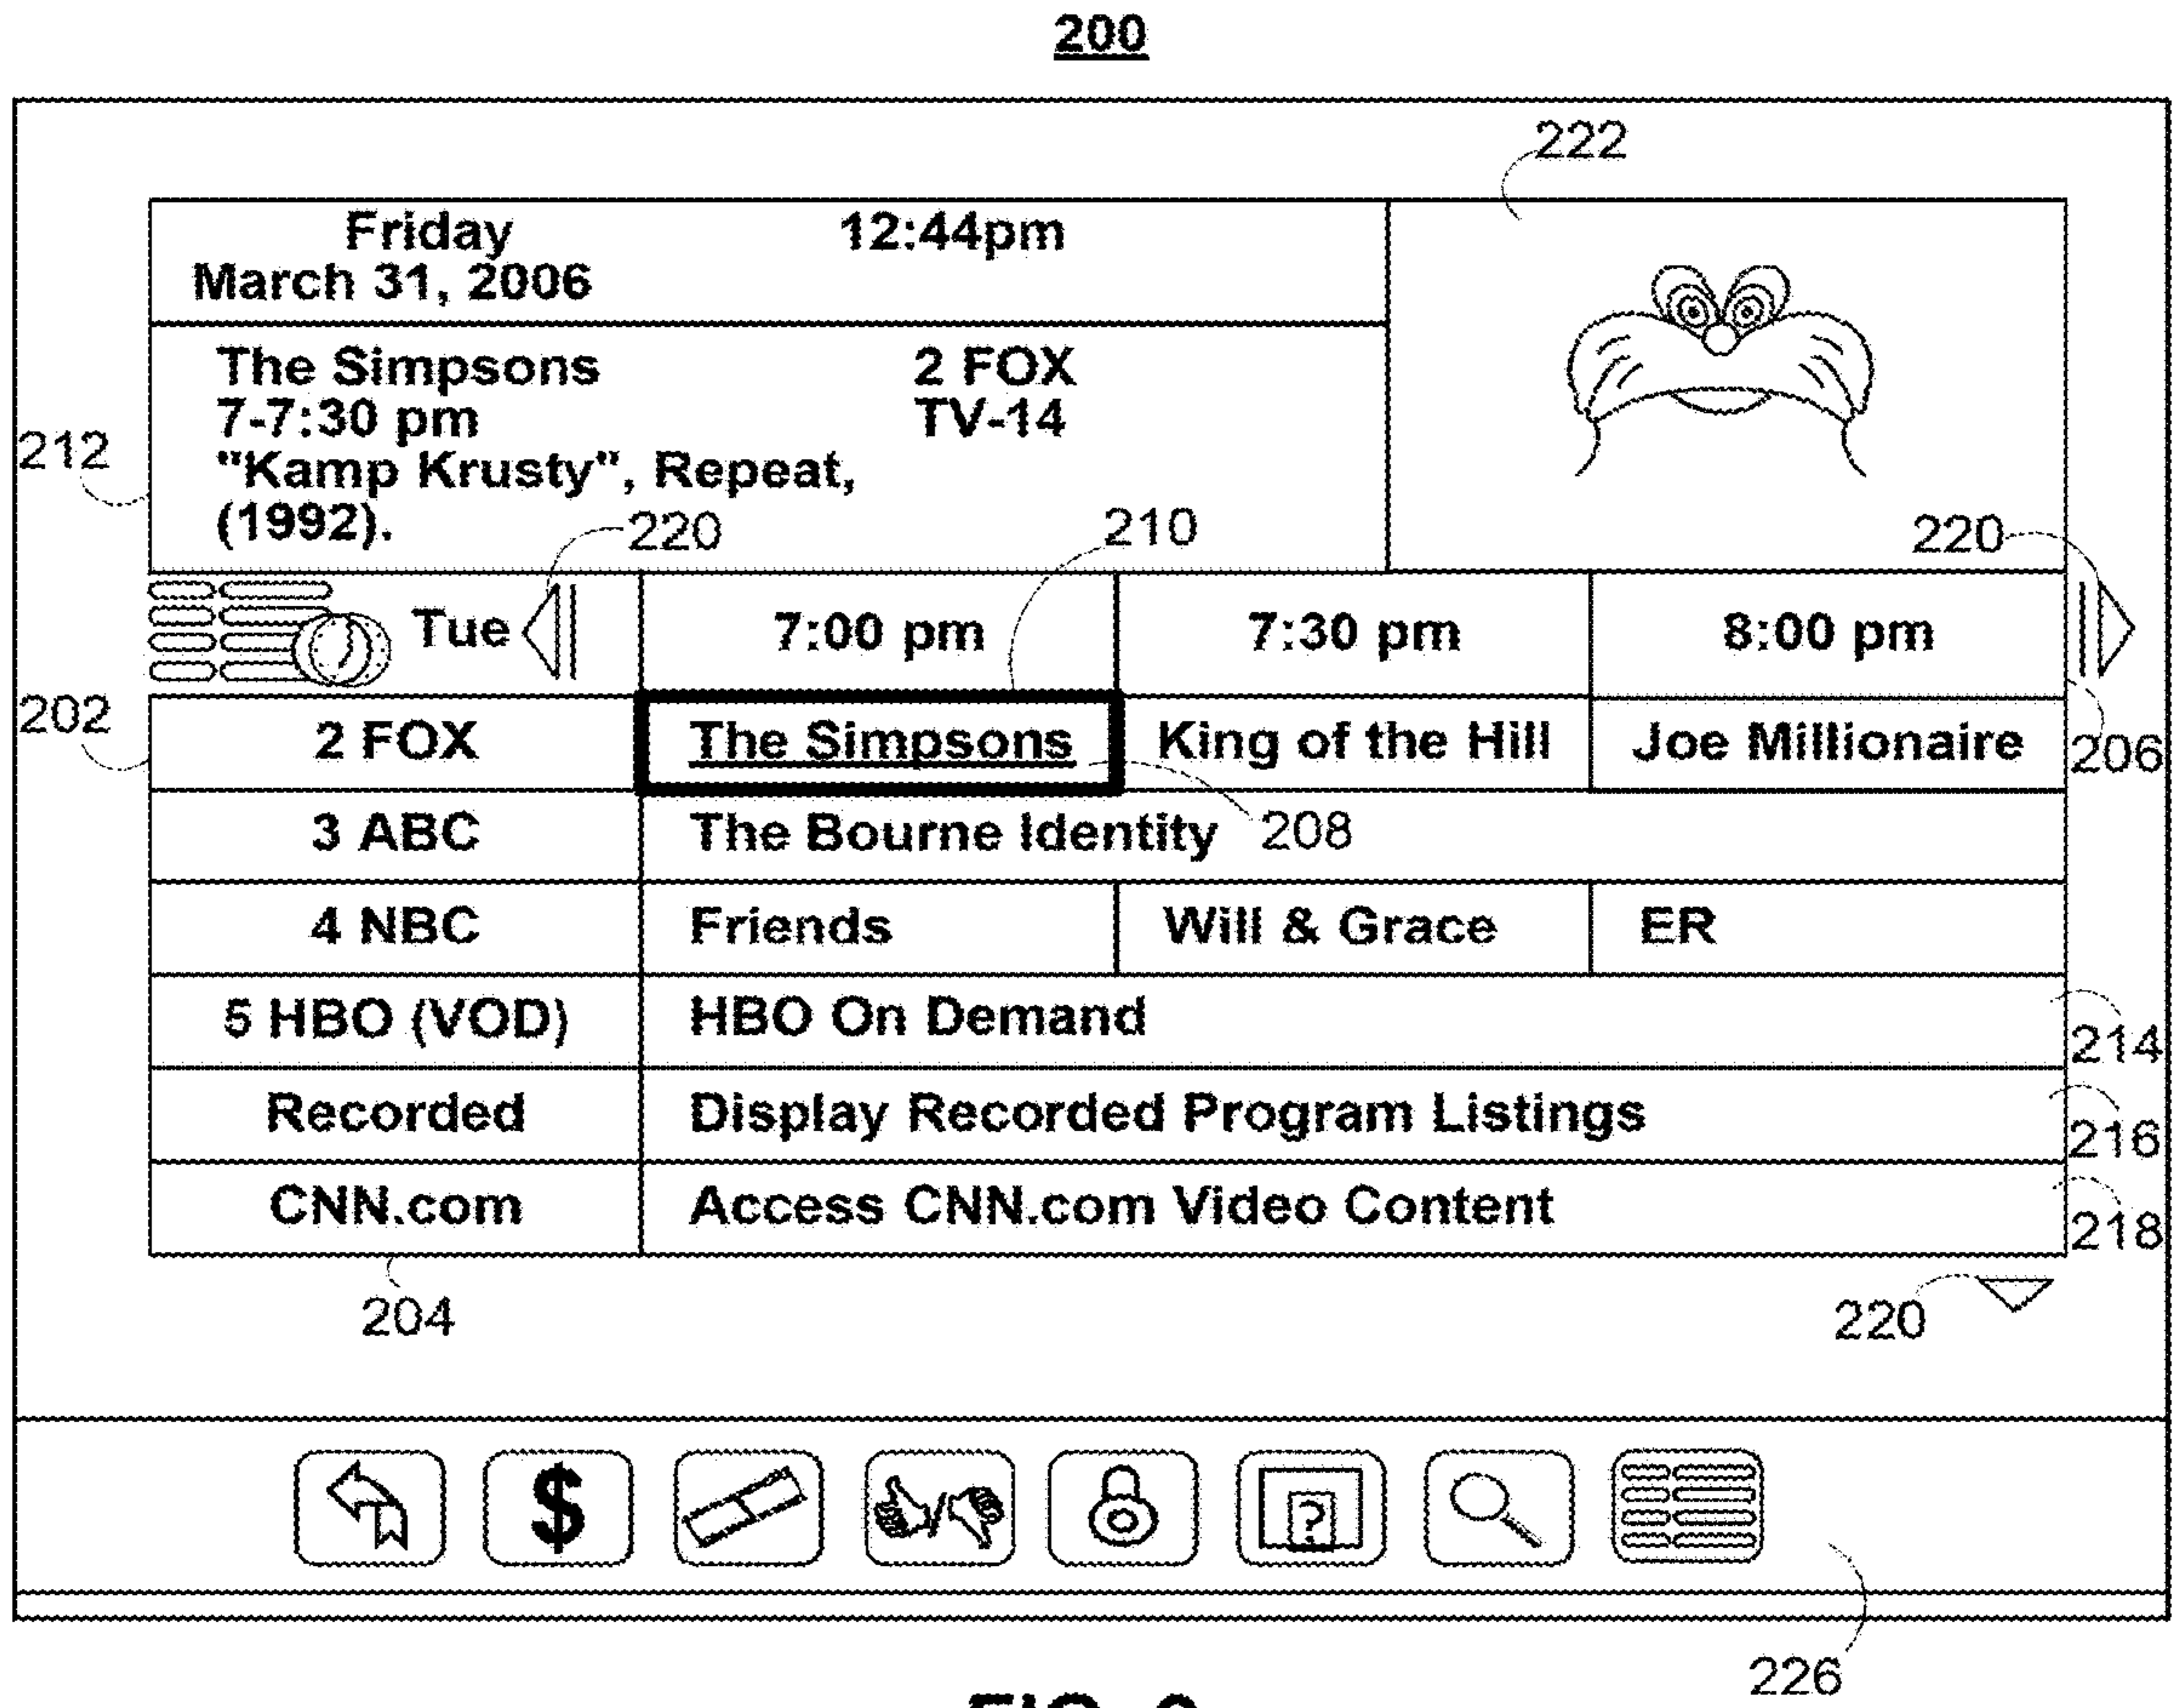 200
222
Friday 12:44pm
March 31, 2006
The Simpsons 2 FOX
7-7:30 pm TV-14
212
"Kamp Krusty", Repeat,
(1992).
220 210 220
Tue 7:00 pm 7:30 pm 8:00 pm
202
2 FOX The Simpsons King of the Hill Joe Millionaire
206
3 ABC The Bourne Identity 208
4 NBC Friends Will & Grace ER
5 HBO (VOD) HBO On Demand
214
Recorded Display Recorded Program Listings
216
CNN.com Access CNN.com Video Content
218
204 220
$ ?
226